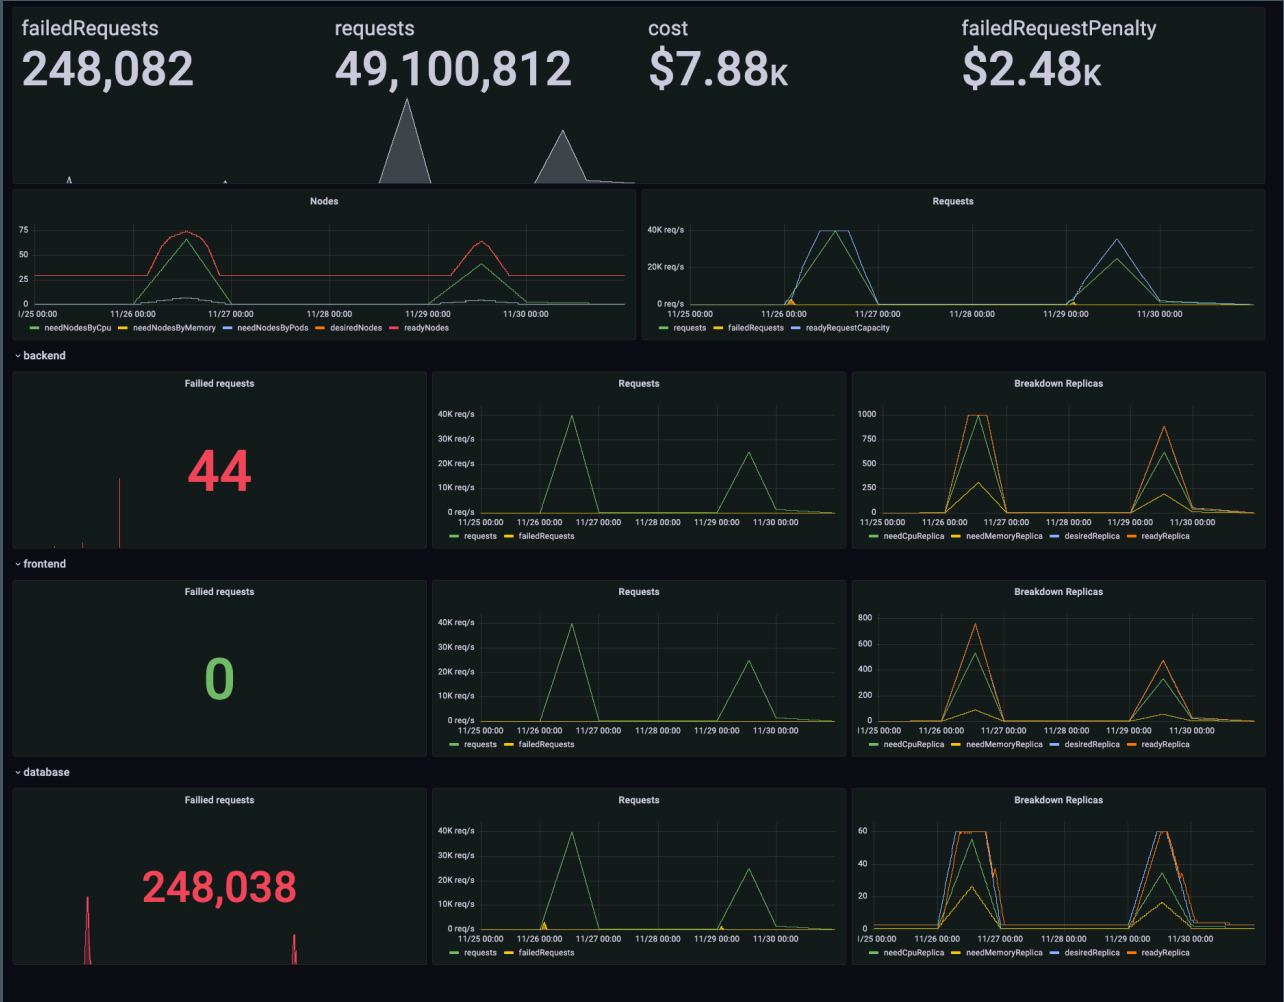 failedRequests requests cost failedRequestPenalty
248,082 49,100,812 $7.88K $2.48K
Nodes
75
50
25
0
I/25 00:00 11/26 00:00 11/27 00:00 11/28 00:00 11/29 00:00 11/30 00:00
needNodesByCpu needNodesByMemory needNodesByPods desiredNodes readyNodes
Requests
40K req/s
20K req/s
0 req/s
11/25 00:00 11/26 00:00 11/27 00:00 11/28 00:00 11/29 00:00 11/30 00:00
requests failedRequests readyRequestCapacity
backend
Failied requests
44
Requests
40K req/s
30K req/s
20K req/s
10K req/s
0 req/s
11/25 00:00 11/26 00:00 11/27 00:00 11/28 00:00 11/29 00:00 11/30 00:00
requests failedRequests
Breakdown Replicas
1000
750
500
250
0
11/25 00:00 11/26 00:00 11/27 00:00 11/28 00:00 11/29 00:00 11/30 00:00
needCpuReplica needMemoryReplica desiredReplica readyReplica
frontend
Failied requests
0
Requests
40K req/s
30K req/s
20K req/s
10K req/s
0 req/s
11/25 00:00 11/26 00:00 11/27 00:00 11/28 00:00 11/29 00:00 11/30 00:00
requests failedRequests
Breakdown Replicas
800
600
400
200
0
I1/25 00:00 11/26 00:00 11/27 00:00 11/28 00:00 11/29 00:00 11/30 00:00
needCpuReplica needMemoryReplica desiredReplica readyReplica
database
Failied requests
248,038
Requests
40K req/s
30K req/s
20K req/s
10K req/s
0 req/s
11/25 00:00 11/26 00:00 11/27 00:00 11/28 00:00 11/29 00:00 11/30 00:00
requests failedRequests
Breakdown Replicas
60
40
20
0
I/25 00:00 11/26 00:00 11/27 00:00 11/28 00:00 11/29 00:00 11/30 00:00
needCpuReplica needMemoryReplica desiredReplica readyReplica